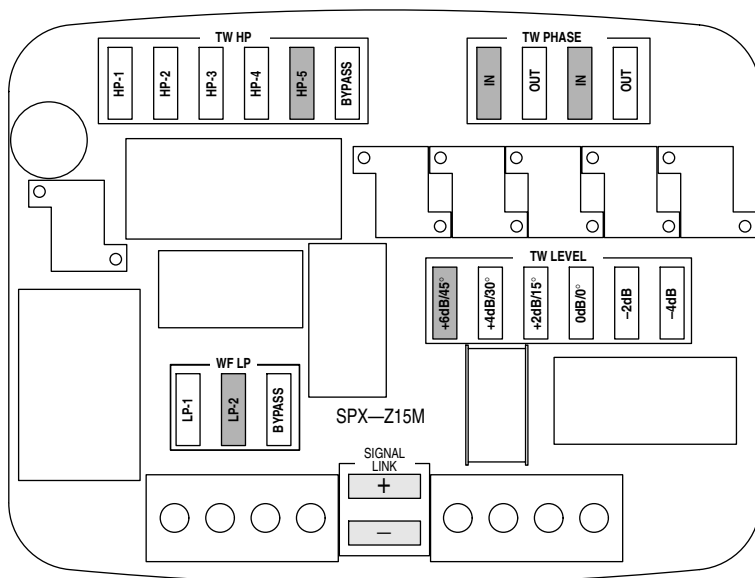 TW HP
HP-1
HP-2
HP-3
HP-4
HP-5
BYPASS
TW PHASE
IN
OUT
IN
OUT
TW LEVEL
+6dB/45°
+4dB/30°
+2dB/15°
0dB/0°
–2dB
–4dB
WF LP
LP-1
LP-2
BYPASS
SPX—Z15M
SIGNAL
LINK
+
–